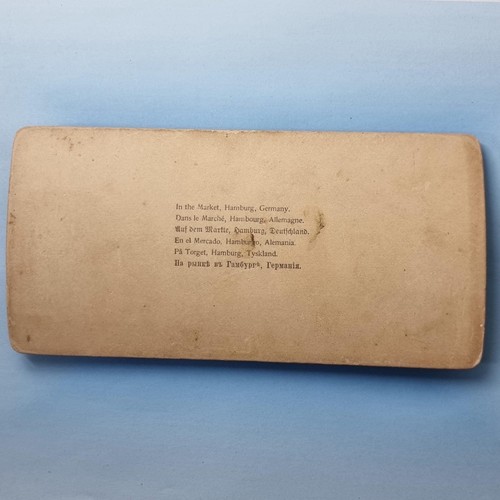 In the Market, Hamburg, Germany.
Dans le Marché, Hambourg, Allemagne.
Auf dem Markte, Hamburg, Deutschland.
En el Mercado, Hamburgo, Alemania.
På Torget, Hamburg, Tyskland.
На рынкѣ въ Гамбургѣ, Германія.